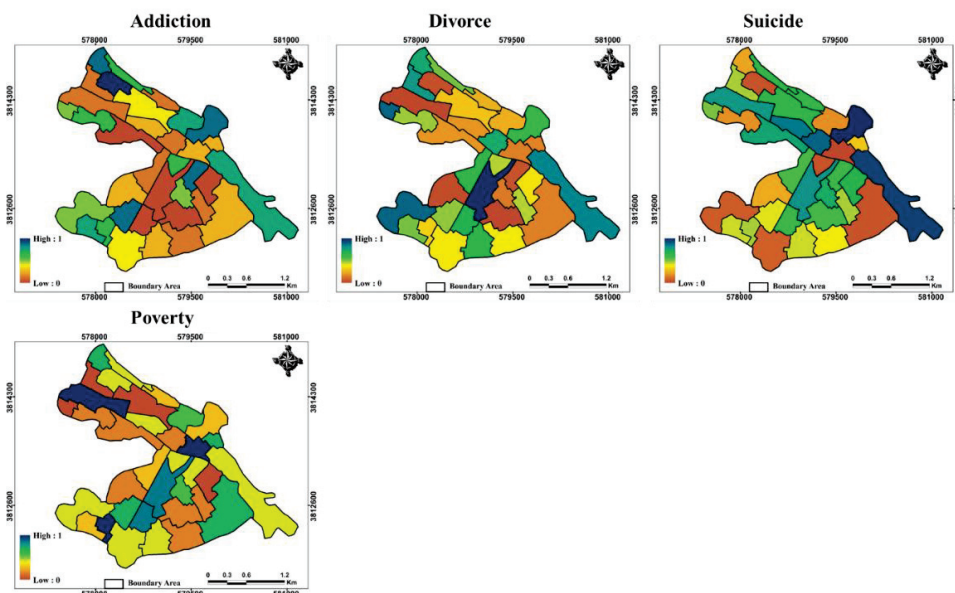 Addiction
578000 579500 581000
3814300 3812600
High : 1
Low : 0
Boundary Area
0 0.3 0.6 1.2
Km
578000 579500 581000
Divorce
578000 579500 581000
3814300 3812600
High : 1
Low : 0
Boundary Area
0 0.3 0.6 1.2
Km
578000 579500 581000
Suicide
578000 579500 581000
3814300 3812600
High : 1
Low : 0
Boundary Area
0 0.3 0.6 1.2
Km
578000 579500 581000
Poverty
578000 579500 581000
3814300 3812600
High : 1
Low : 0
Boundary Area
0 0.3 0.6 1.2
Km
578000 579500 581000